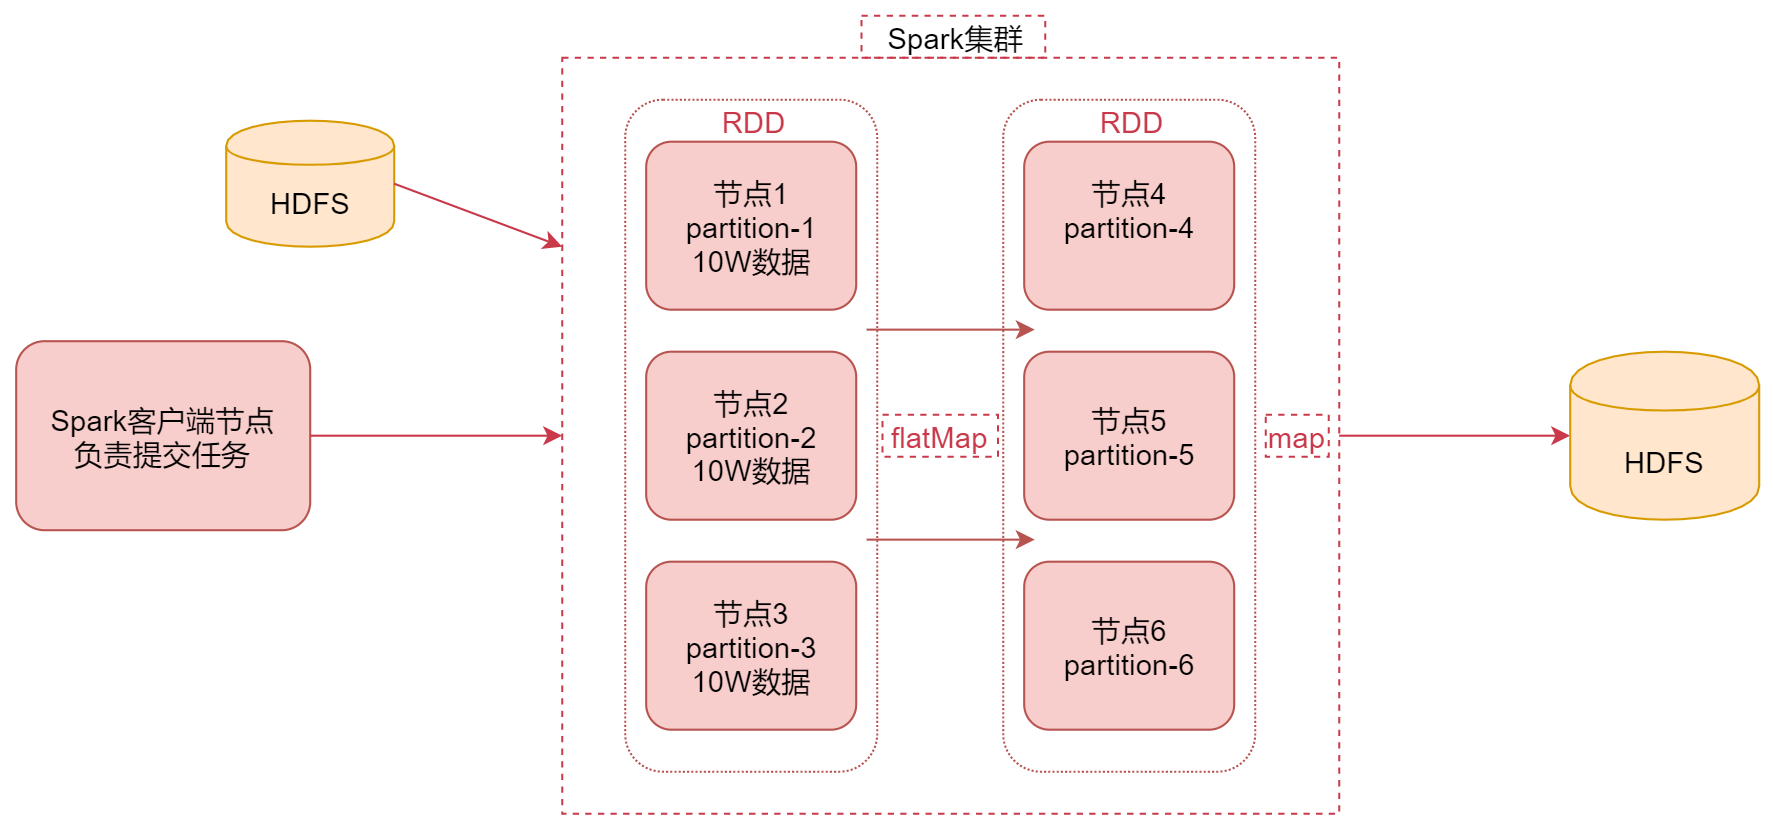 Spark集群
HDFS
Spark客户端节点
负责提交任务
RDD
节点1
partition-1
10W数据
节点2
partition-2
10W数据
节点3
partition-3
10W数据
flatMap
RDD
节点4
partition-4
节点5
partition-5
节点6
partition-6
map
HDFS